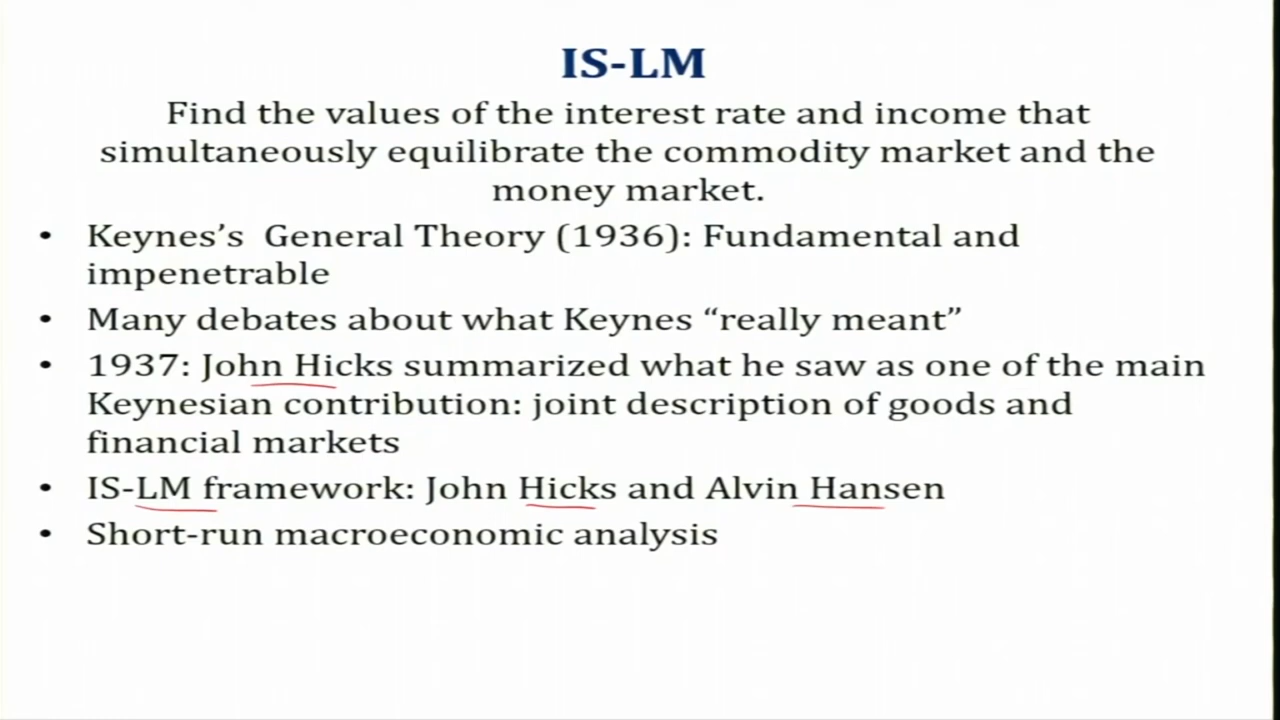 IS-LM
Find the values of the interest rate and income that
simultaneously equilibrate the commodity market and the
money market.
• Keynes’s General Theory (1936): Fundamental and
impenetrable
• Many debates about what Keynes “really meant”
• 1937: John Hicks summarized what he saw as one of the main
Keynesian contribution: joint description of goods and
financial markets
• IS-LM framework: John Hicks and Alvin Hansen
• Short-run macroeconomic analysis